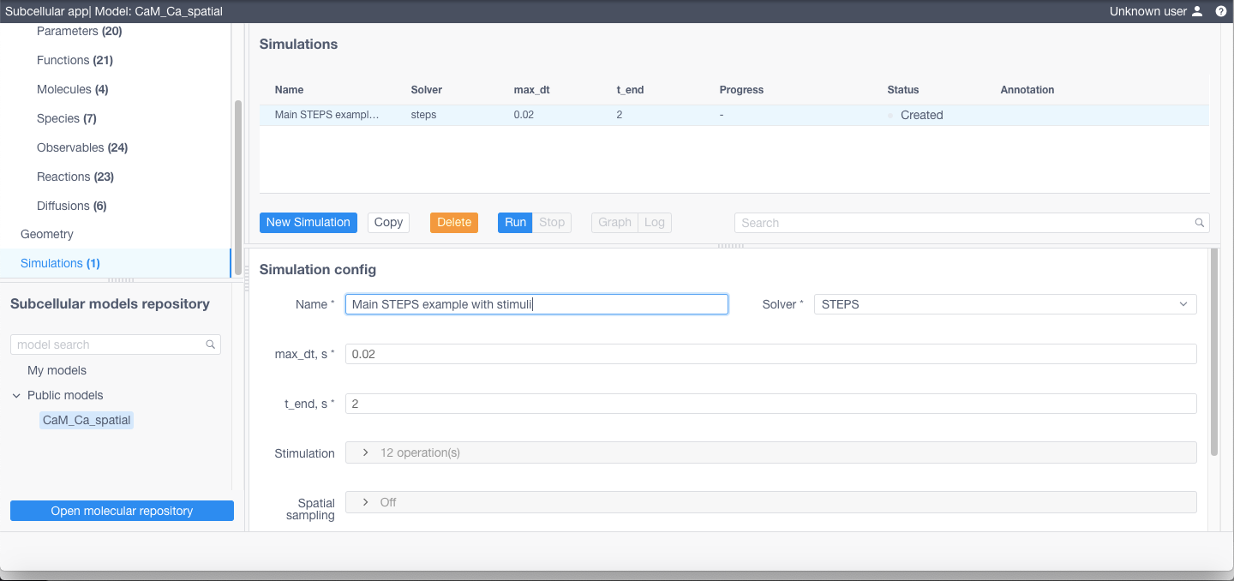 Subcellular app| Model: CaM_Ca_spatial
Unknown user
Parameters (20)
Functions (21)
Molecules (4)
Species (7)
Observables (24)
Reactions (23)
Diffusions (6)
Geometry
Simulations (1)
Subcellular models repository
model search
My models
Public models
CaM_Ca_spatial
Open molecular repository
Simulations
Name Solver max_dt t_end Progress Status Annotation
Main STEPS exampl... steps 0.02 2 - Created
New Simulation Copy Delete Run Stop Graph Log Search
Simulation config
Name * Main STEPS example with stimuli Solver * STEPS
max_dt, s * 0.02
t_end, s * 2
Stimulation 12 operation(s)
Spatial Off
sampling